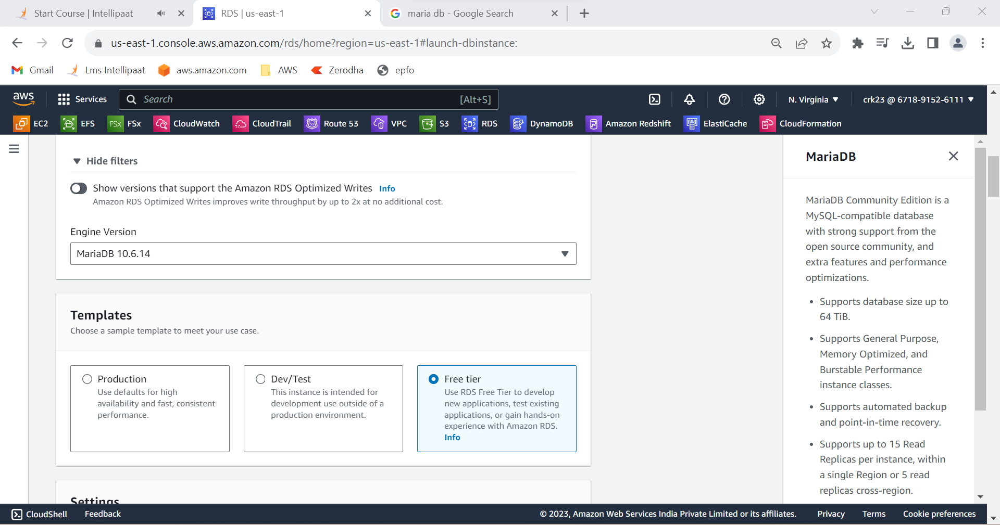 Start Course | Intellipaat
RDS | us-east-1
maria db - Google Search
us-east-1.console.aws.amazon.com/rds/home?region=us-east-1#launch-dbinstance:
Gmail
Lms Intellipaat
aws.amazon.com
AWS
Zerodha
epfo
aws
Services
Search
[Alt+S]
N. Virginia
crk23 @ 6718-9152-6111
EC2
EFS
FSx
FSx
CloudWatch
CloudTrail
53
Route 53
VPC
S3
RDS
DynamoDB
Amazon Redshift
ElastiCache
CloudFormation
Hide filters
Show versions that support the Amazon RDS Optimized Writes Info
Amazon RDS Optimized Writes improves write throughput by up to 2x at no additional cost.
Engine Version
MariaDB 10.6.14
Templates
Choose a sample template to meet your use case.
Production
Use defaults for high
availability and fast, consistent
performance.
Dev/Test
This instance is intended for
development use outside of a
production environment.
Free tier
Use RDS Free Tier to develop
new applications, test existing
applications, or gain hands-on
experience with Amazon RDS.
Info
Settings
MariaDB
MariaDB Community Edition is a
MySQL-compatible database
with strong support from the
open source community, and
extra features and performance
optimizations.
• Supports database size up to
64 TiB.
• Supports General Purpose,
Memory Optimized, and
Burstable Performance
instance classes.
• Supports automated backup
and point-in-time recovery.
• Supports up to 15 Read
Replicas per instance, within
a single Region or 5 read
replicas cross-region.
CloudShell
Feedback
© 2023, Amazon Web Services India Private Limited or its affiliates.
Privacy
Terms
Cookie preferences